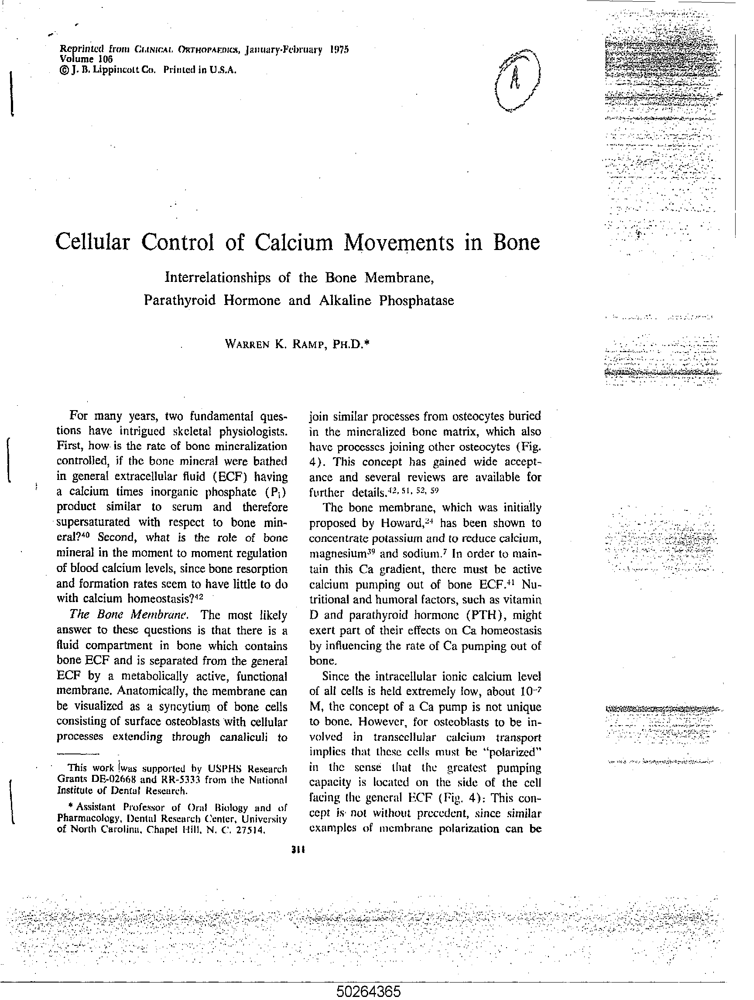 Reprinted from CLINICAL ORTHOPAEDICS, January-February 1975
Volume 106
© J. B. Lippincott Co. Printed in U.S.A.
A
Cellular Control of Calcium Movements in Bone
Interrelationships of the Bone Membrane,
Parathyroid Hormone and Alkaline Phosphatase
WARREN K. RAMP, PH.D.*
For many years, two fundamental ques-
tions have intrigued skeletal physiologists.
First, how is the rate of bone mineralization
controlled, if the bone mineral were bathed
in general extracellular fluid (ECF) having
a calcium times inorganic phosphate (Pi)
product similar to serum and therefore
supersaturated with respect to bone min-
eral?40 Second, what is the role of bone
mineral in the moment to moment regulation
of blood calcium levels, since bone resorption
and formation rates seem to have little to do
with calcium homeostasis?42
The Bone Membrane. The most likely
answer to these questions is that there is a
fluid compartment in bone which contains
bone ECF and is separated from the general
ECF by a metabolically active, functional
membrane. Anatomically, the membrane can
be visualized as a syncytium of bone cells
consisting of surface osteoblasts with cellular
processes extending through canaliculi to
This work was supported by USPHS Research
Grants DE-02668 and RR-5333 from the National
Institute of Dental Research.
* Assistant Professor of Oral Biology and of
Pharmacology, Dental Research Center, University
of North Carolina, Chapel Hill, N. C. 27514.
join similar processes from osteocytes buried
in the mineralized bone matrix, which also
have processes joining other osteocytes (Fig.
4). This concept has gained wide accept-
ance and several reviews are available for
further details.42, 51, 52, 59
The bone membrane, which was initially
proposed by Howard,24 has been shown to
concentrate potassium and to reduce calcium,
magnesium39 and sodium.7 In order to main-
tain this Ca gradient, there must be active
calcium pumping out of bone ECF.41 Nu-
tritional and humoral factors, such as vitamin
D and parathyroid hormone (PTH), might
exert part of their effects on Ca homeostasis
by influencing the rate of Ca pumping out of
bone.
Since the intracellular ionic calcium level
of all cells is held extremely low, about 10-7
M, the concept of a Ca pump is not unique
to bone. However, for osteoblasts to be in-
volved in transcellular calcium transport
implies that these cells must be "polarized"
in the sense that the greatest pumping
capacity is located on the side of the cell
facing the general ECF (Fig. 4): This con-
cept is not without precedent, since similar
examples of membrane polarization can be
311
50264365